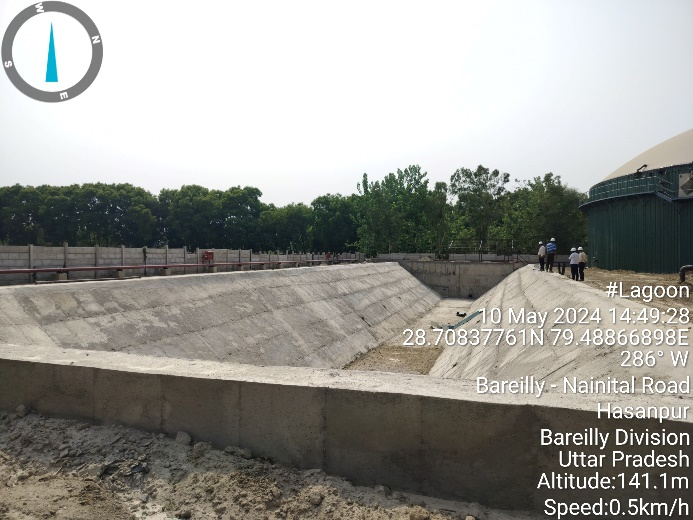 W
N
S
E
#Lagoon
10 May 2024 14:49:28
28.70837761N 79.48866898E
286° W
Bareilly - Nainital Road
Hasanpur
Bareilly Division
Uttar Pradesh
Altitude:141.1m
Speed:0.5km/h